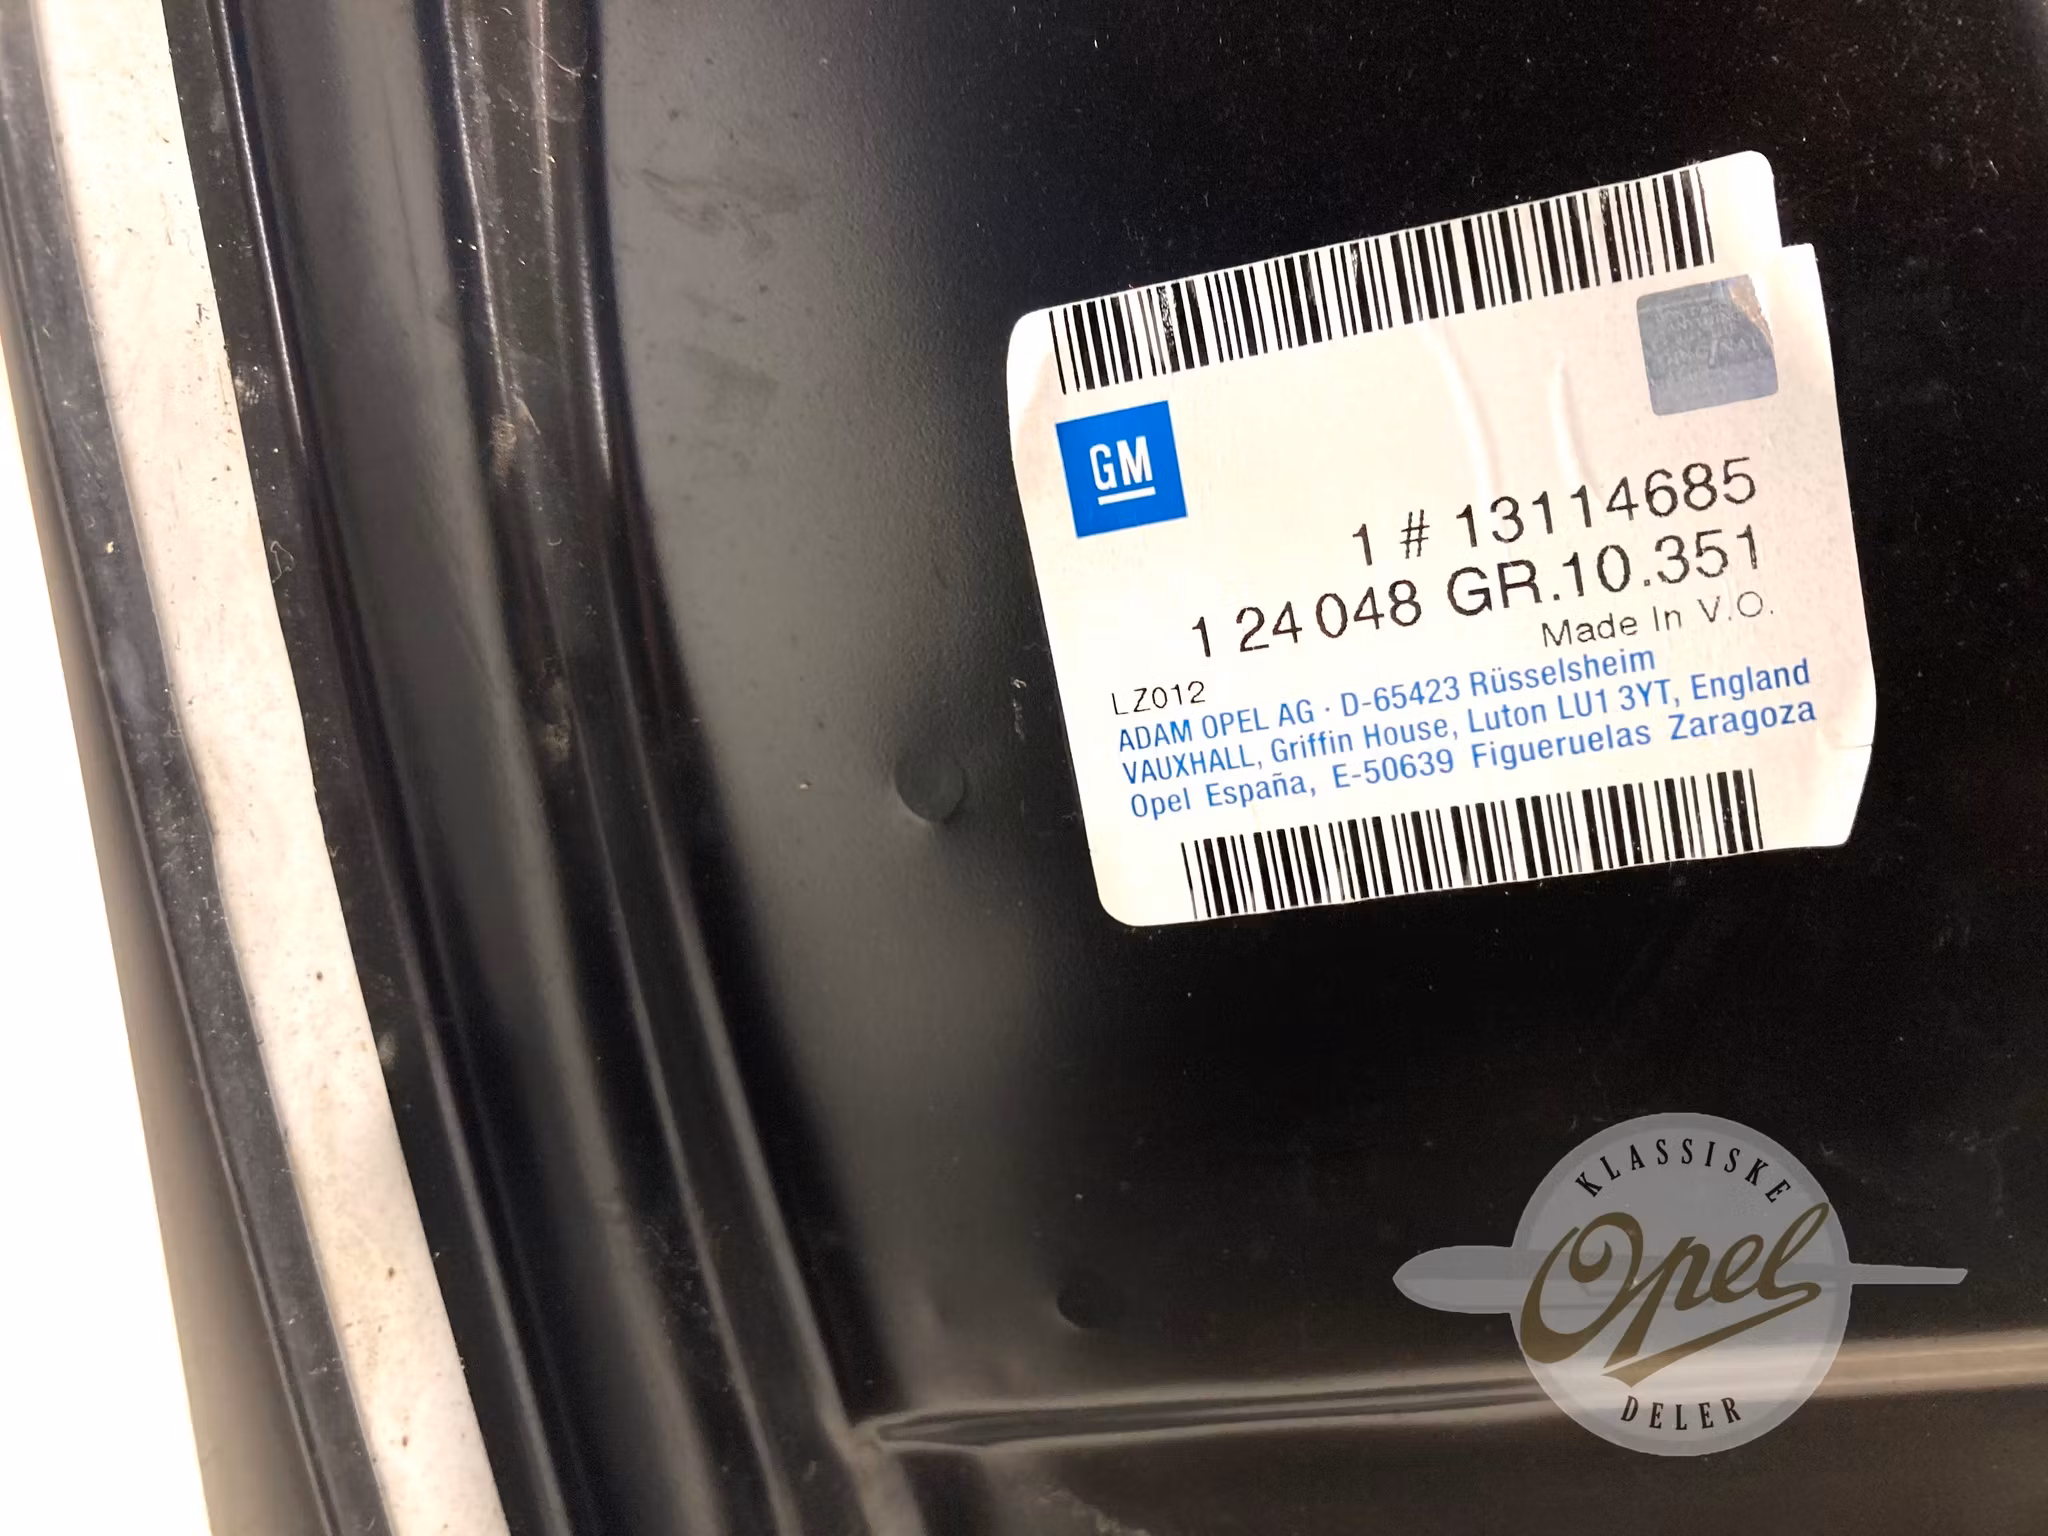 GM
1 # 13114685
1 24 048 GR.10.351
Made In V.O.
LZ012
ADAM OPEL AG · D-65423 Rüsselsheim
VAUXHALL, Griffin House, Luton LU1 3YT, England
Opel España, E-50639 Figueruelas Zaragoza
KLASSISKE
Opel
DELER